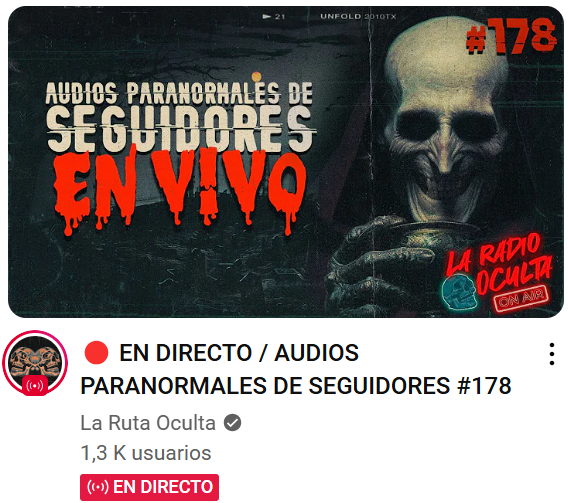 ▶ 21 UNFOLD 2010TX
#178
AUDIOS PARANORMALES DE
SEGUIDORES
EN VIVO
LA RADIO
OCULTA
ON AIR
EN DIRECTO / AUDIOS
PARANORMALES DE SEGUIDORES #178
La Ruta Oculta
1,3 K usuarios
EN DIRECTO